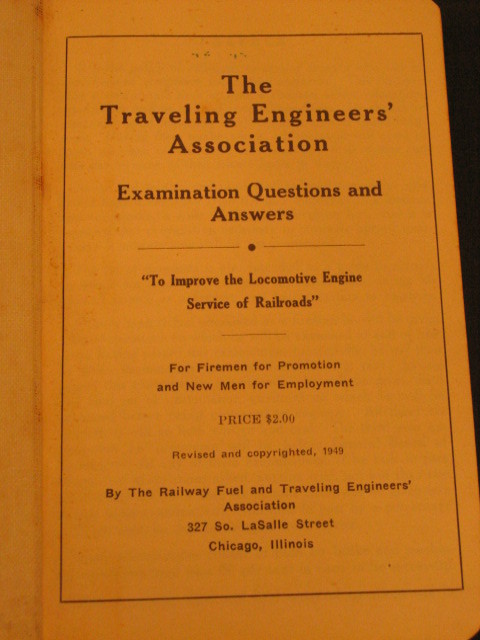 The
Traveling Engineers'
Association
Examination Questions and
Answers
"To Improve the Locomotive Engine
Service of Railroads"
For Firemen for Promotion
and New Men for Employment
PRICE $2.00
Revised and copyrighted, 1949
By The Railway Fuel and Traveling Engineers'
Association
327 So. LaSalle Street
Chicago, Illinois